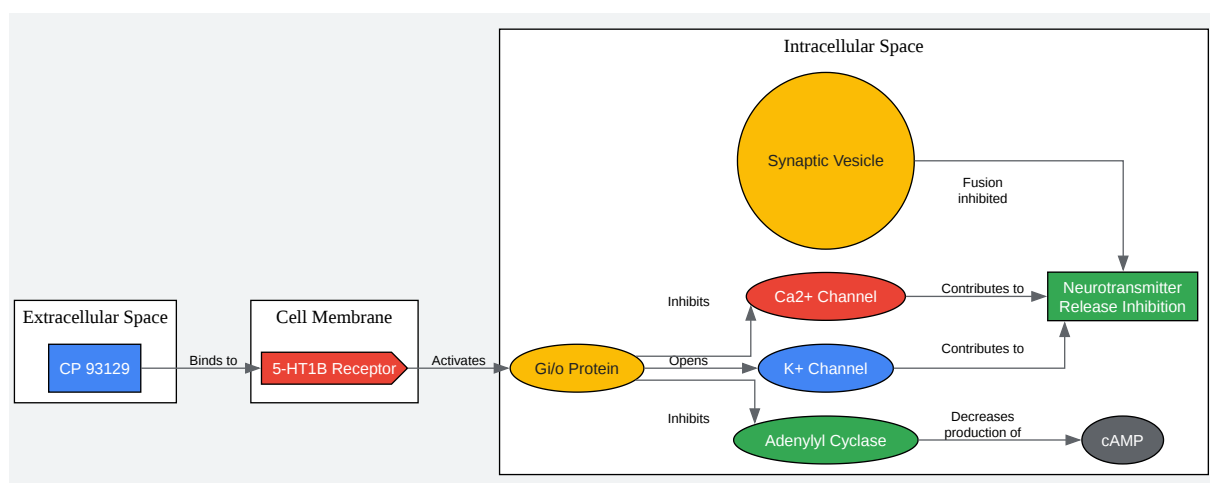 Intracellular Space
Synaptic Vesicle
Fusion
inhibited
Ca2+ Channel
Contributes to
Neurotransmitter
Release Inhibition
Inhibits
Extracellular Space
Cell Membrane
CP 93129
Binds to
5-HT1B Receptor
Activates
Gi/o Protein
Opens
K+ Channel
Contributes to
Inhibits
Adenylyl Cyclase
Decreases
production of
cAMP